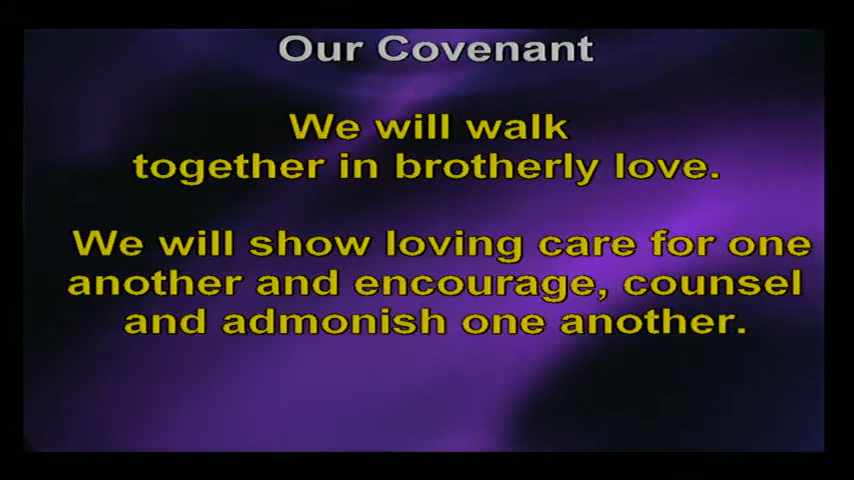 Our Covenant
We will walk
together in brotherly love.
We will show loving care for one
another and encourage, counsel
and admonish one another.